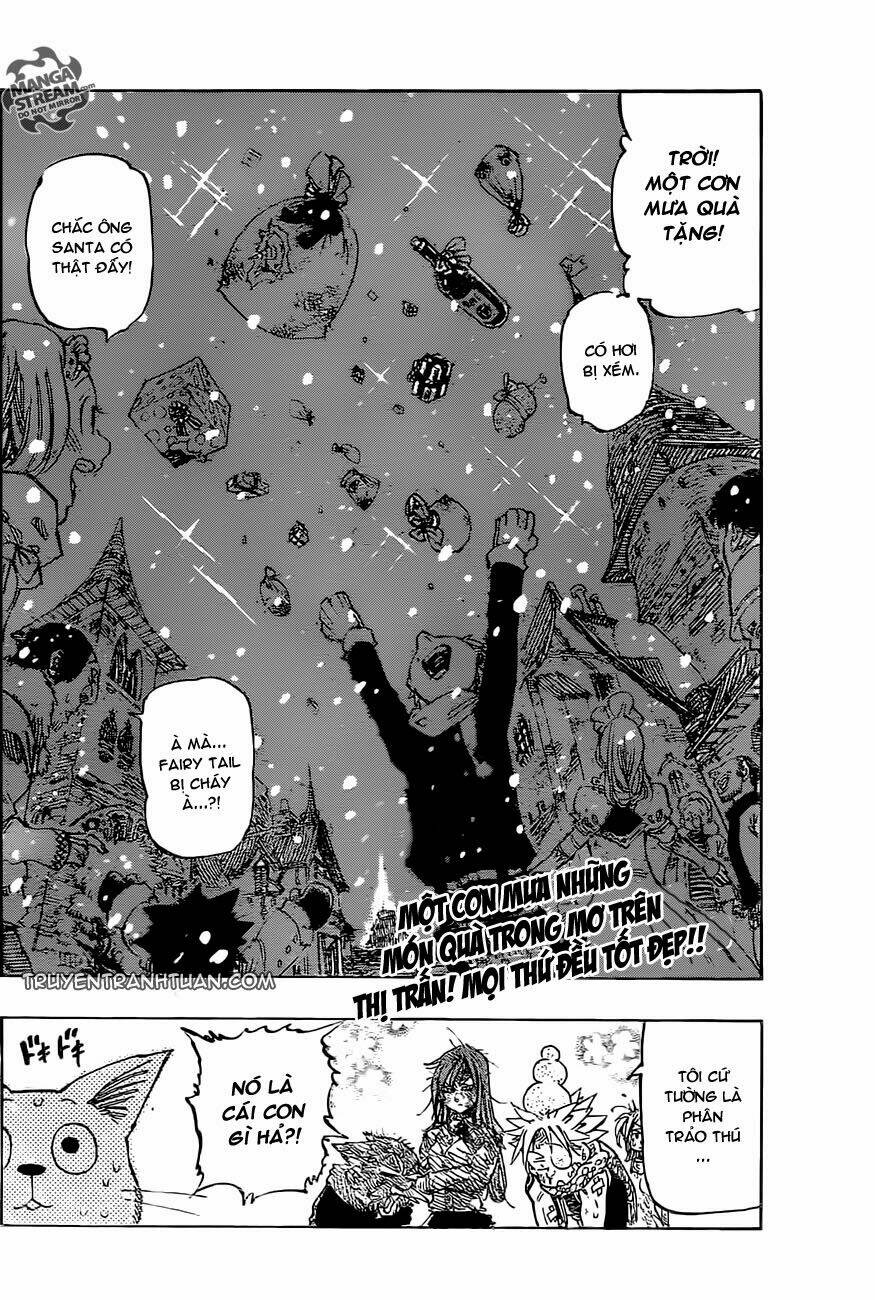 MANGA
STREAM.com
DO NOT MIRROR
TRỜI!
MỘT CƠN
MƯA QUÀ
TẶNG!
CÓ HƠI
BỊ XÉM.
CHẮC ÔNG
SANTA CÓ
THẬT ĐẤY!
À MÀ...
FAIRY TAIL
BỊ CHÁY
À...?!
MỘT CƠN MƯA NHỮNG
MÓN QUÀ TRONG MƠ TRÊN
THỊ TRẤN! MỌI THỨ ĐỀU TỐT ĐẸP!!
TRUYENTRANHTUAN.COM
TÔI CỨ
TƯỞNG LÀ
PHÂN
TRẢO THÚ
...
NÓ LÀ
CÁI CON
GÌ HẢ?!
ドキドキ